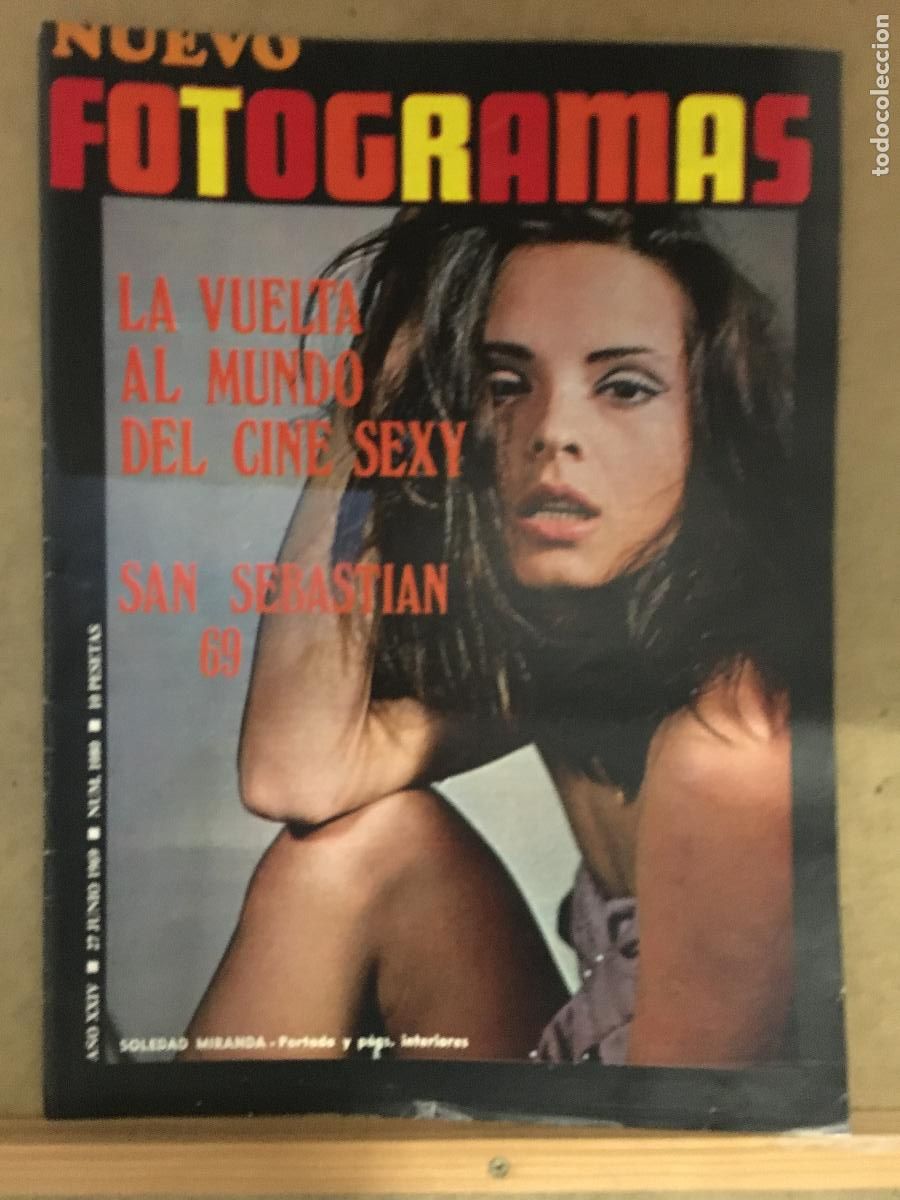 NUEVO
FOTOGRAMAS
LA VUELTA
AL MUNDO
DEL CINE SEXY
SAN SEBASTIAN
69
AÑO XXIV ■ 27 JUNIO 1969 ■ NUM. 1080 ■ 10 PESETAS
SOLEDAD MIRANDA - Portada y págs. interiores
todocoleccion